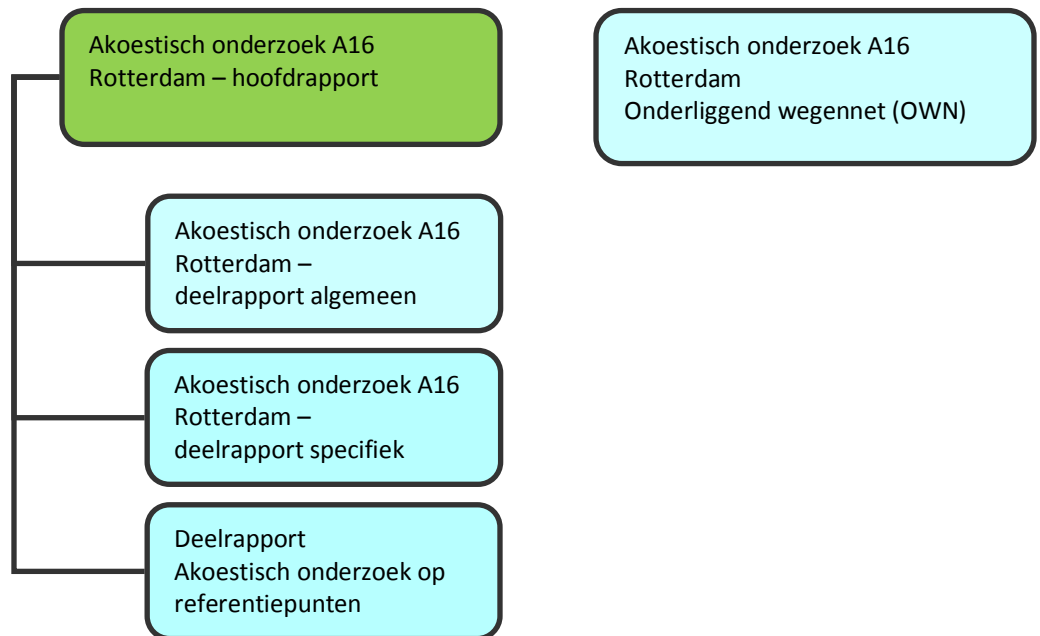 Akoestisch onderzoek A16
Rotterdam – hoofdrapport
Akoestisch onderzoek A16
Rotterdam
Onderliggend wegennet (OWN)
Akoestisch onderzoek A16
Rotterdam –
deelrapport algemeen
Akoestisch onderzoek A16
Rotterdam –
deelrapport specifiek
Deelrapport
Akoestisch onderzoek op
referentiepunten